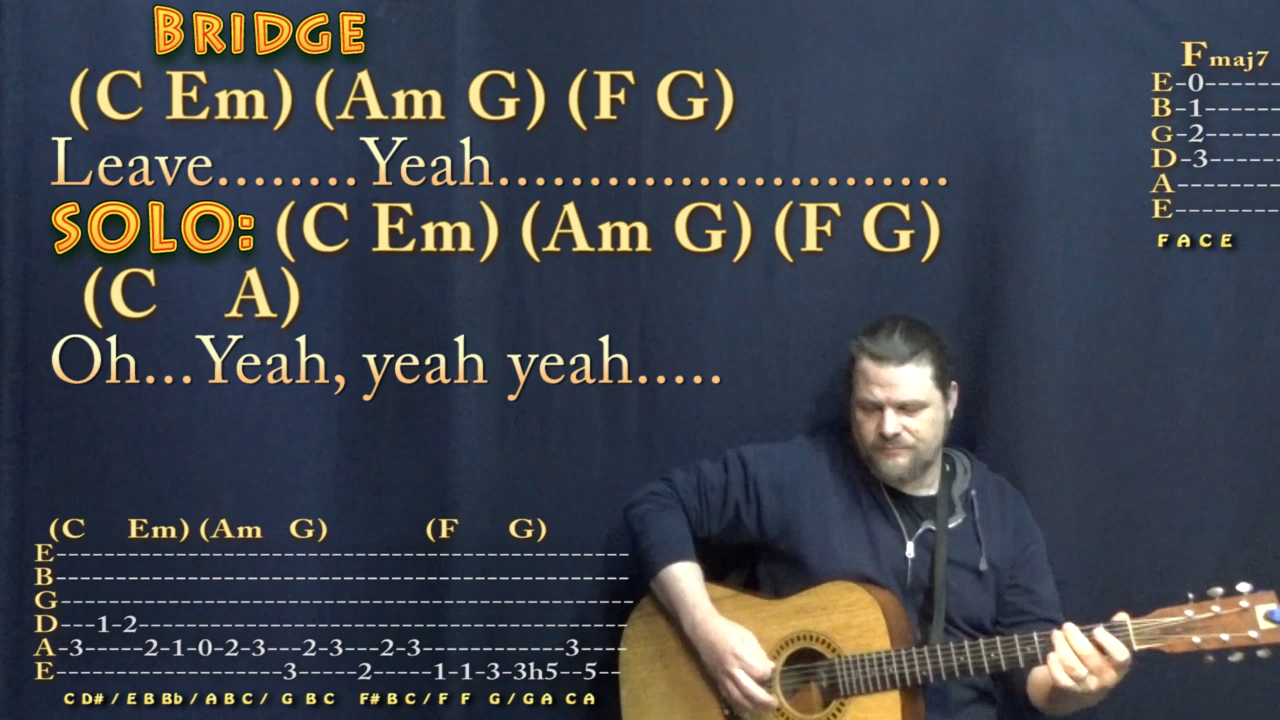 BRIDGE
(C Em) (Am G) (F G)
Leave........Yeah..........................
SOLO: (C Em) (Am G) (F G)
(C A)
Oh...Yeah, yeah yeah.....
Fmaj7
E-0------
B-1------
G-2------
D-3------
A--------
E--------
F A C E
(C Em) (Am G) (F G)
E-----------------------------------------------
B-----------------------------------------------
G-----------------------------------------------
D---1-2-----------------------------------------
A-3-----2-1-0-2-3---2-3---2-3------------3----
E-------------------3-----2-----1-1-3-3h5--5--
C D# / E B Bb / A B C / G B C F# B C / F F G / G A C A